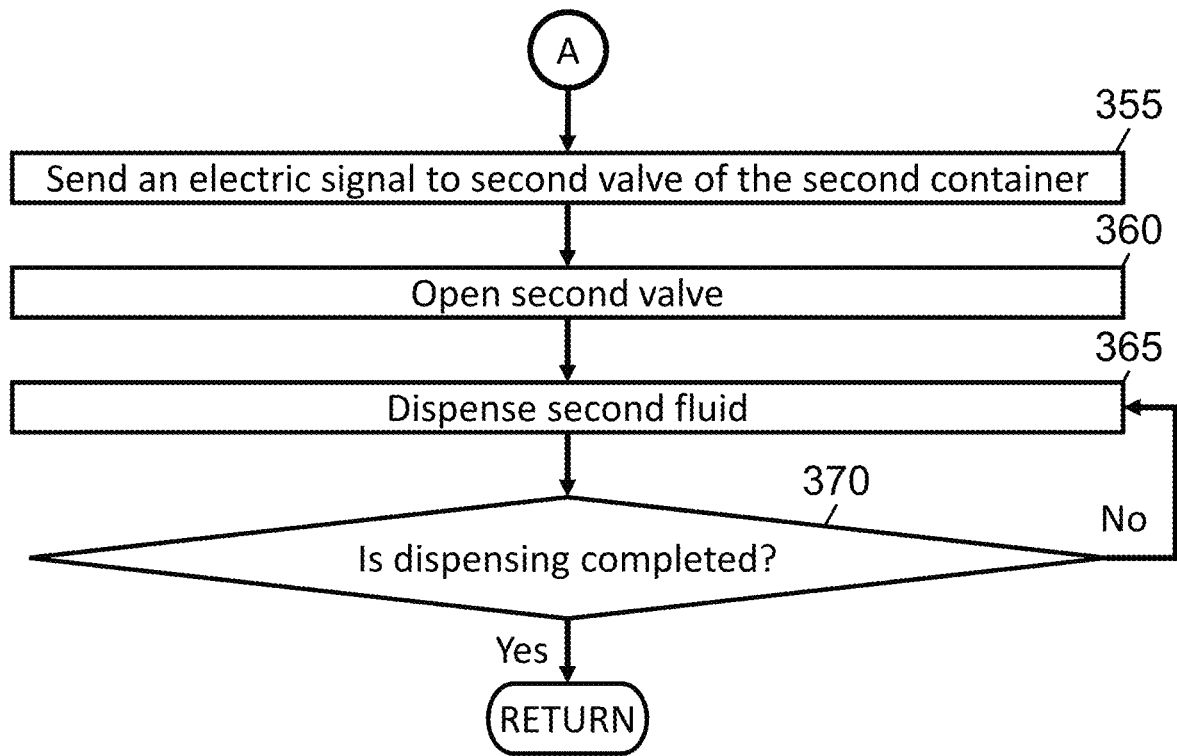 A
355
Send an electric signal to second valve of the second container
360
Open second valve
365
Dispense second fluid
370
Is dispensing completed?
No
Yes
RETURN